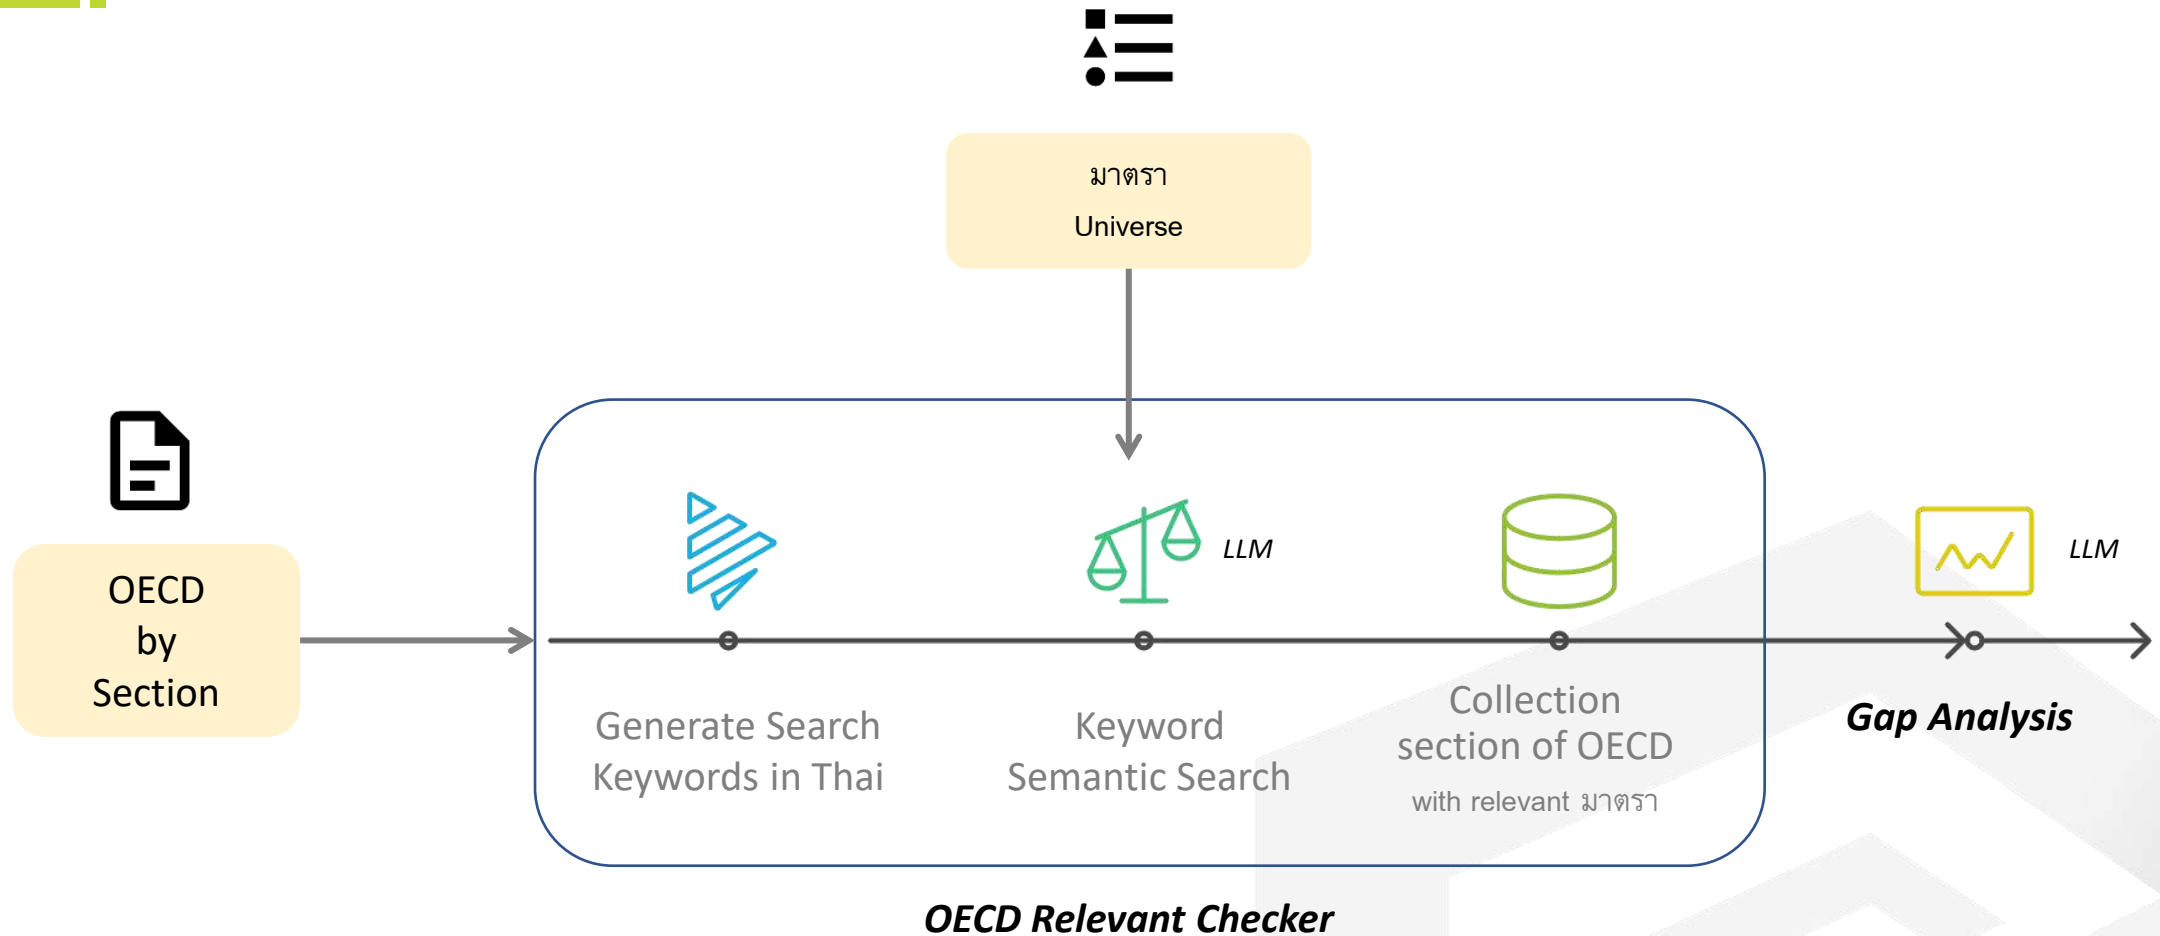 มาตรา
Universe
OECD
by
Section
LLM
LLM
Generate Search
Keywords in Thai
Keyword
Semantic Search
Collection
section of OECD
with relevant มาตรา
Gap Analysis
OECD Relevant Checker